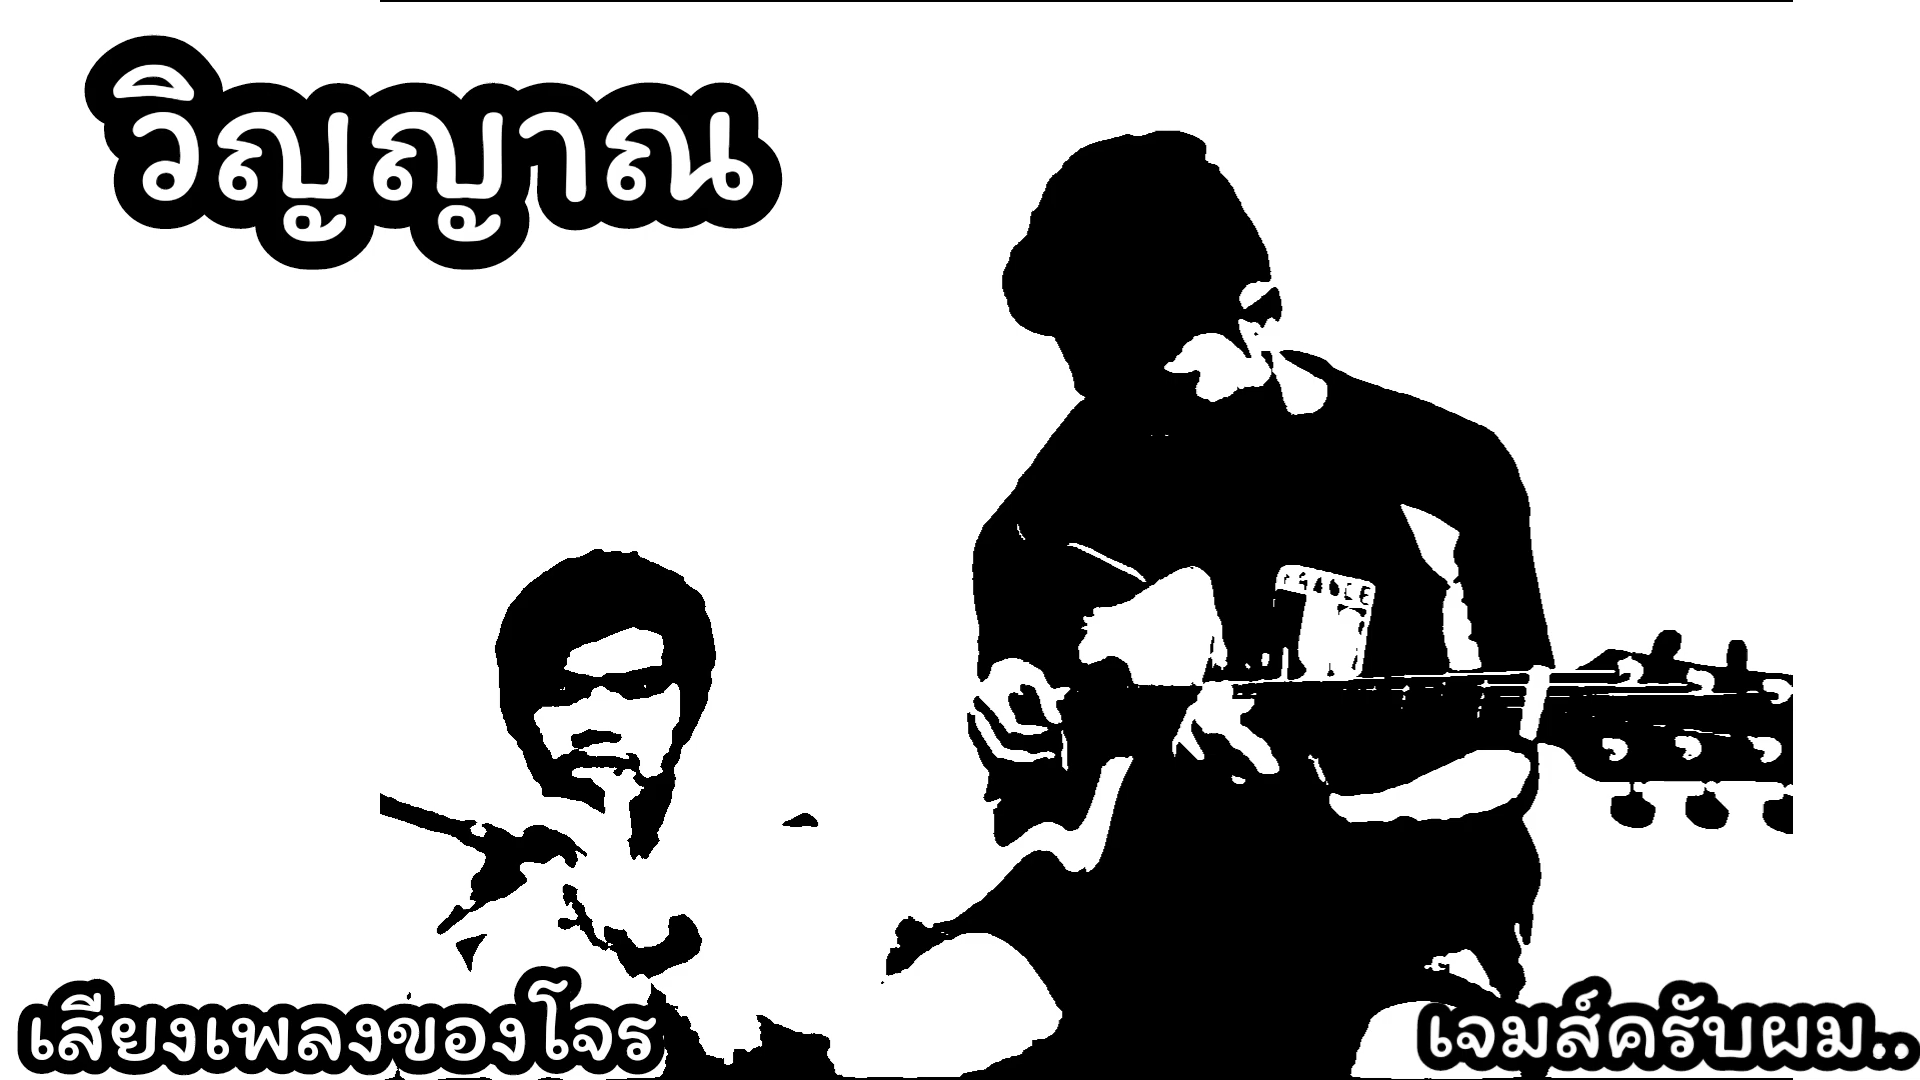 วิญญาณ
เสียงเพลงของโจร
เจมส์ครับผม..